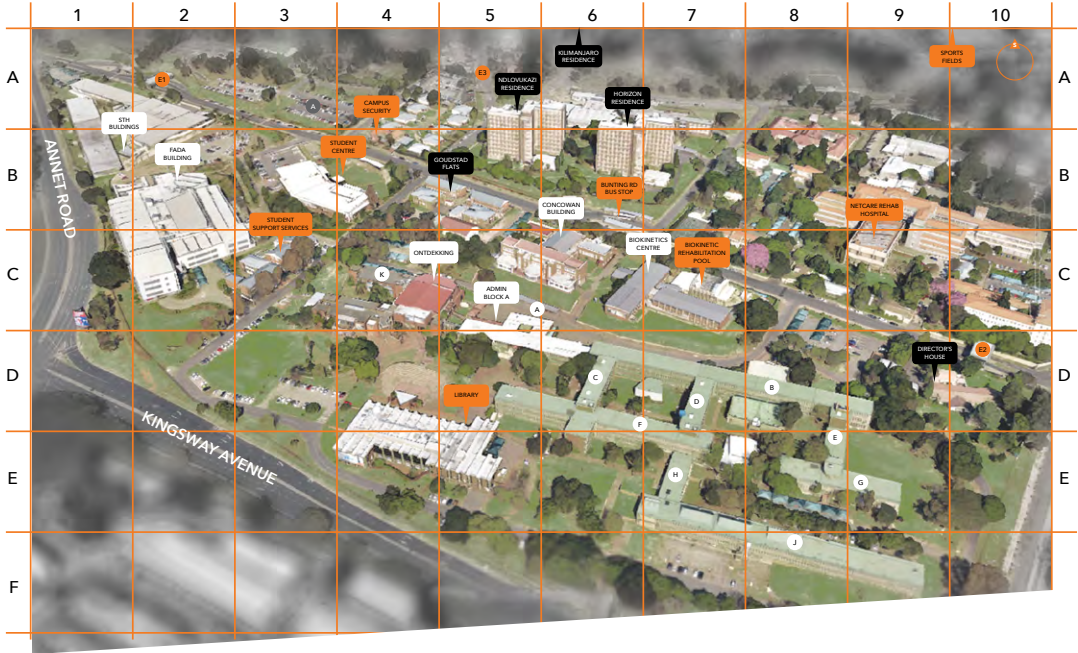 1 2 3 4 5 6 7 8 9 10
A
A
SPORTS
FIELDS
S
KILIMANJARO
RESIDENCE
E1
E3
NDLOVUKAZI
RESIDENCE
HORIZON
RESIDENCE
A
CAMPUS
SECURITY
STH
BUILDINGS
B
B
FADA
BUILDING
STUDENT
CENTRE
GOUDSTAD
FLATS
BUNTING RD
BUS STOP
ANNET ROAD
CONCOWAN
BUILDING
NETCARE REHAB
HOSPITAL
STUDENT
SUPPORT SERVICES
C
C
ONTDEKKING
BIOKINETICS
CENTRE
BIOKINETIC
REHABILITATION
POOL
K
ADMIN
BLOCK A
A
D
D
DIRECTOR'S
HOUSE
E2
C
B
LIBRARY
D
F
KINGSWAY AVENUE
E
E
E
H
G
J
F
F